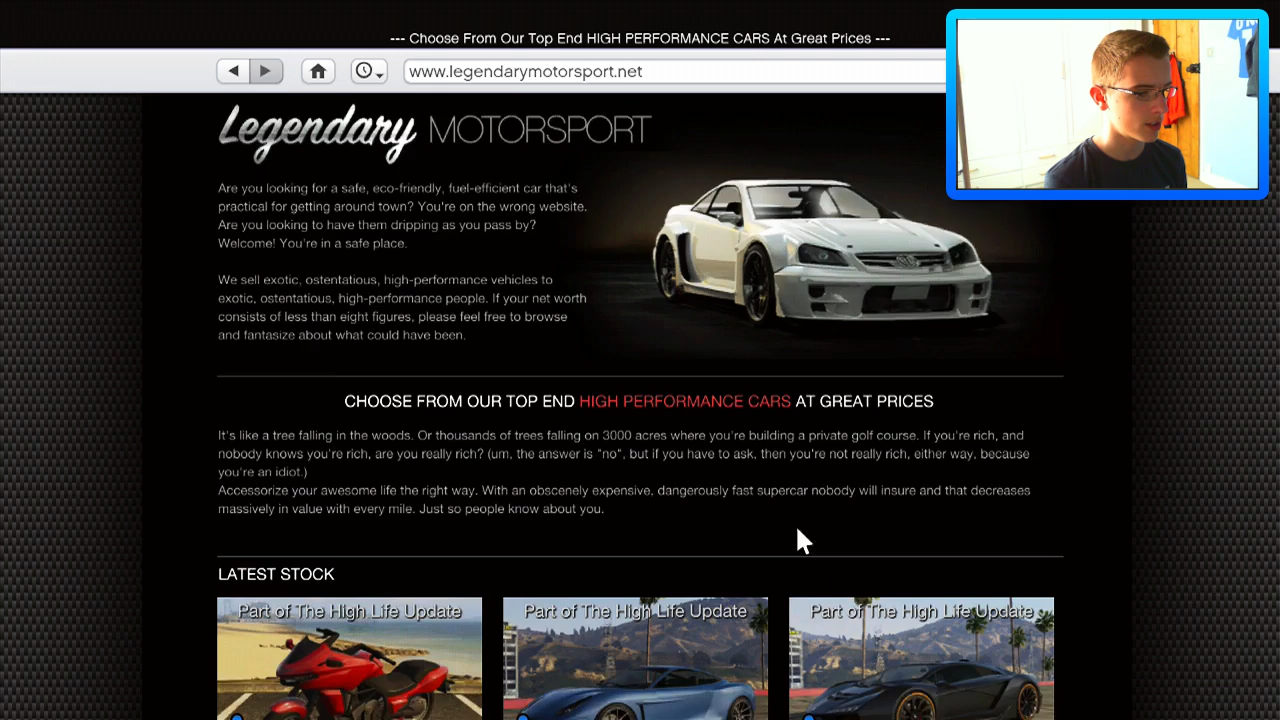 --- Choose From Our Top End HIGH PERFORMANCE CARS At Great Prices ---
www.legendarymotorsport.net
Legendary MOTORSPORT
Are you looking for a safe, eco-friendly, fuel-efficient car that's
practical for getting around town? You're on the wrong website.
Are you looking to have them dripping as you pass by?
Welcome! You're in a safe place.
We sell exotic, ostentatious, high-performance vehicles to
exotic, ostentatious, high-performance people. If your net worth
consists of less than eight figures, please feel free to browse
and fantasize about what could have been.
CHOOSE FROM OUR TOP END HIGH PERFORMANCE CARS AT GREAT PRICES
It's like a tree falling in the woods. Or thousands of trees falling on 3000 acres where you're building a private golf course. If you're rich, and
nobody knows you're rich, are you really rich? (um, the answer is "no", but if you have to ask, then you're not really rich, either way, because
you're an idiot.)
Accessorize your awesome life the right way. With an obscenely expensive, dangerously fast supercar nobody will insure and that decreases
massively in value with every mile. Just so people know about you.
LATEST STOCK
Part of The High Life Update
Part of The High Life Update
Part of The High Life Update